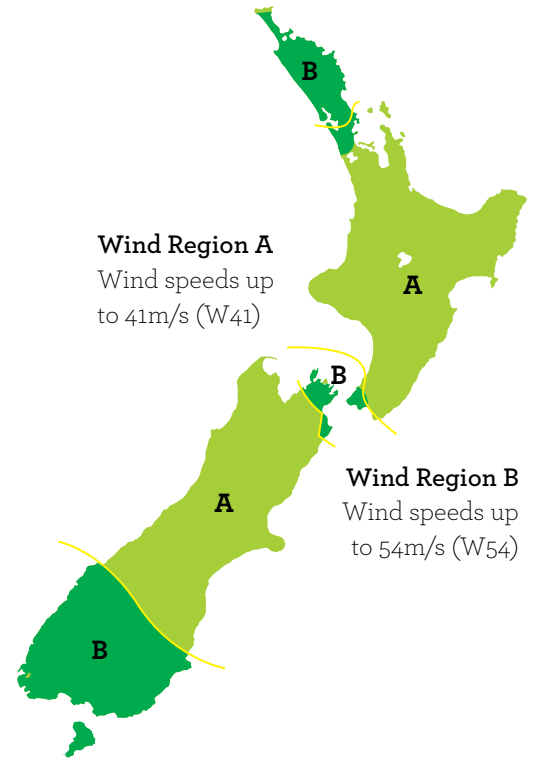 B
Wind Region A
Wind speeds up
to 41m/s (W41)
A
B
Wind Region B
Wind speeds up
to 54m/s (W54)
A
B